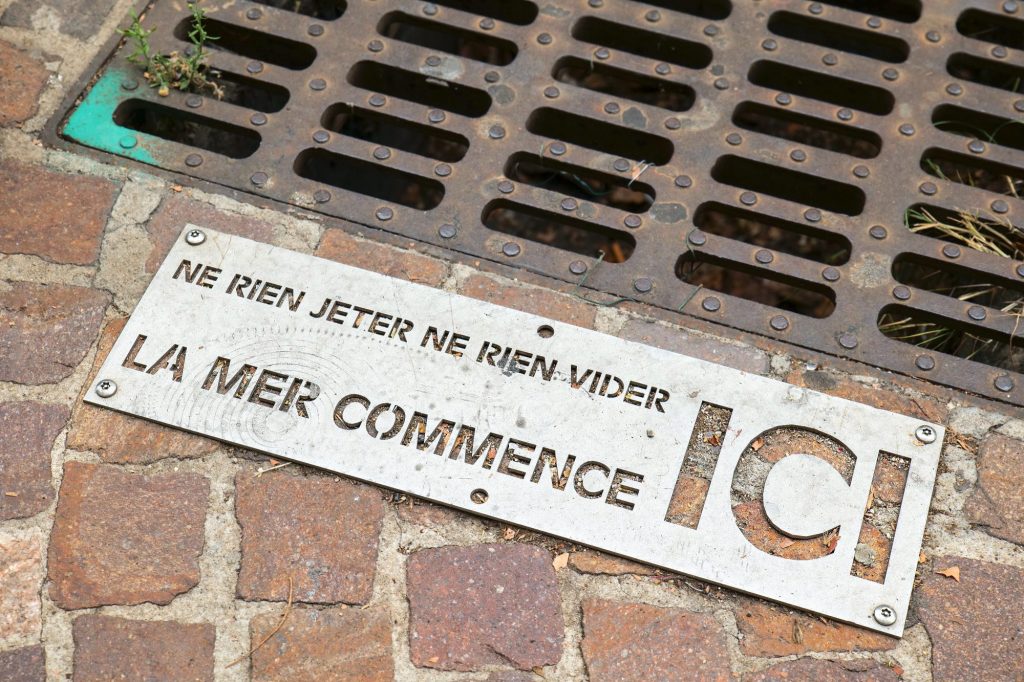 NE RIEN JETER NE RIEN VIDER
LA MER COMMENCE ICI